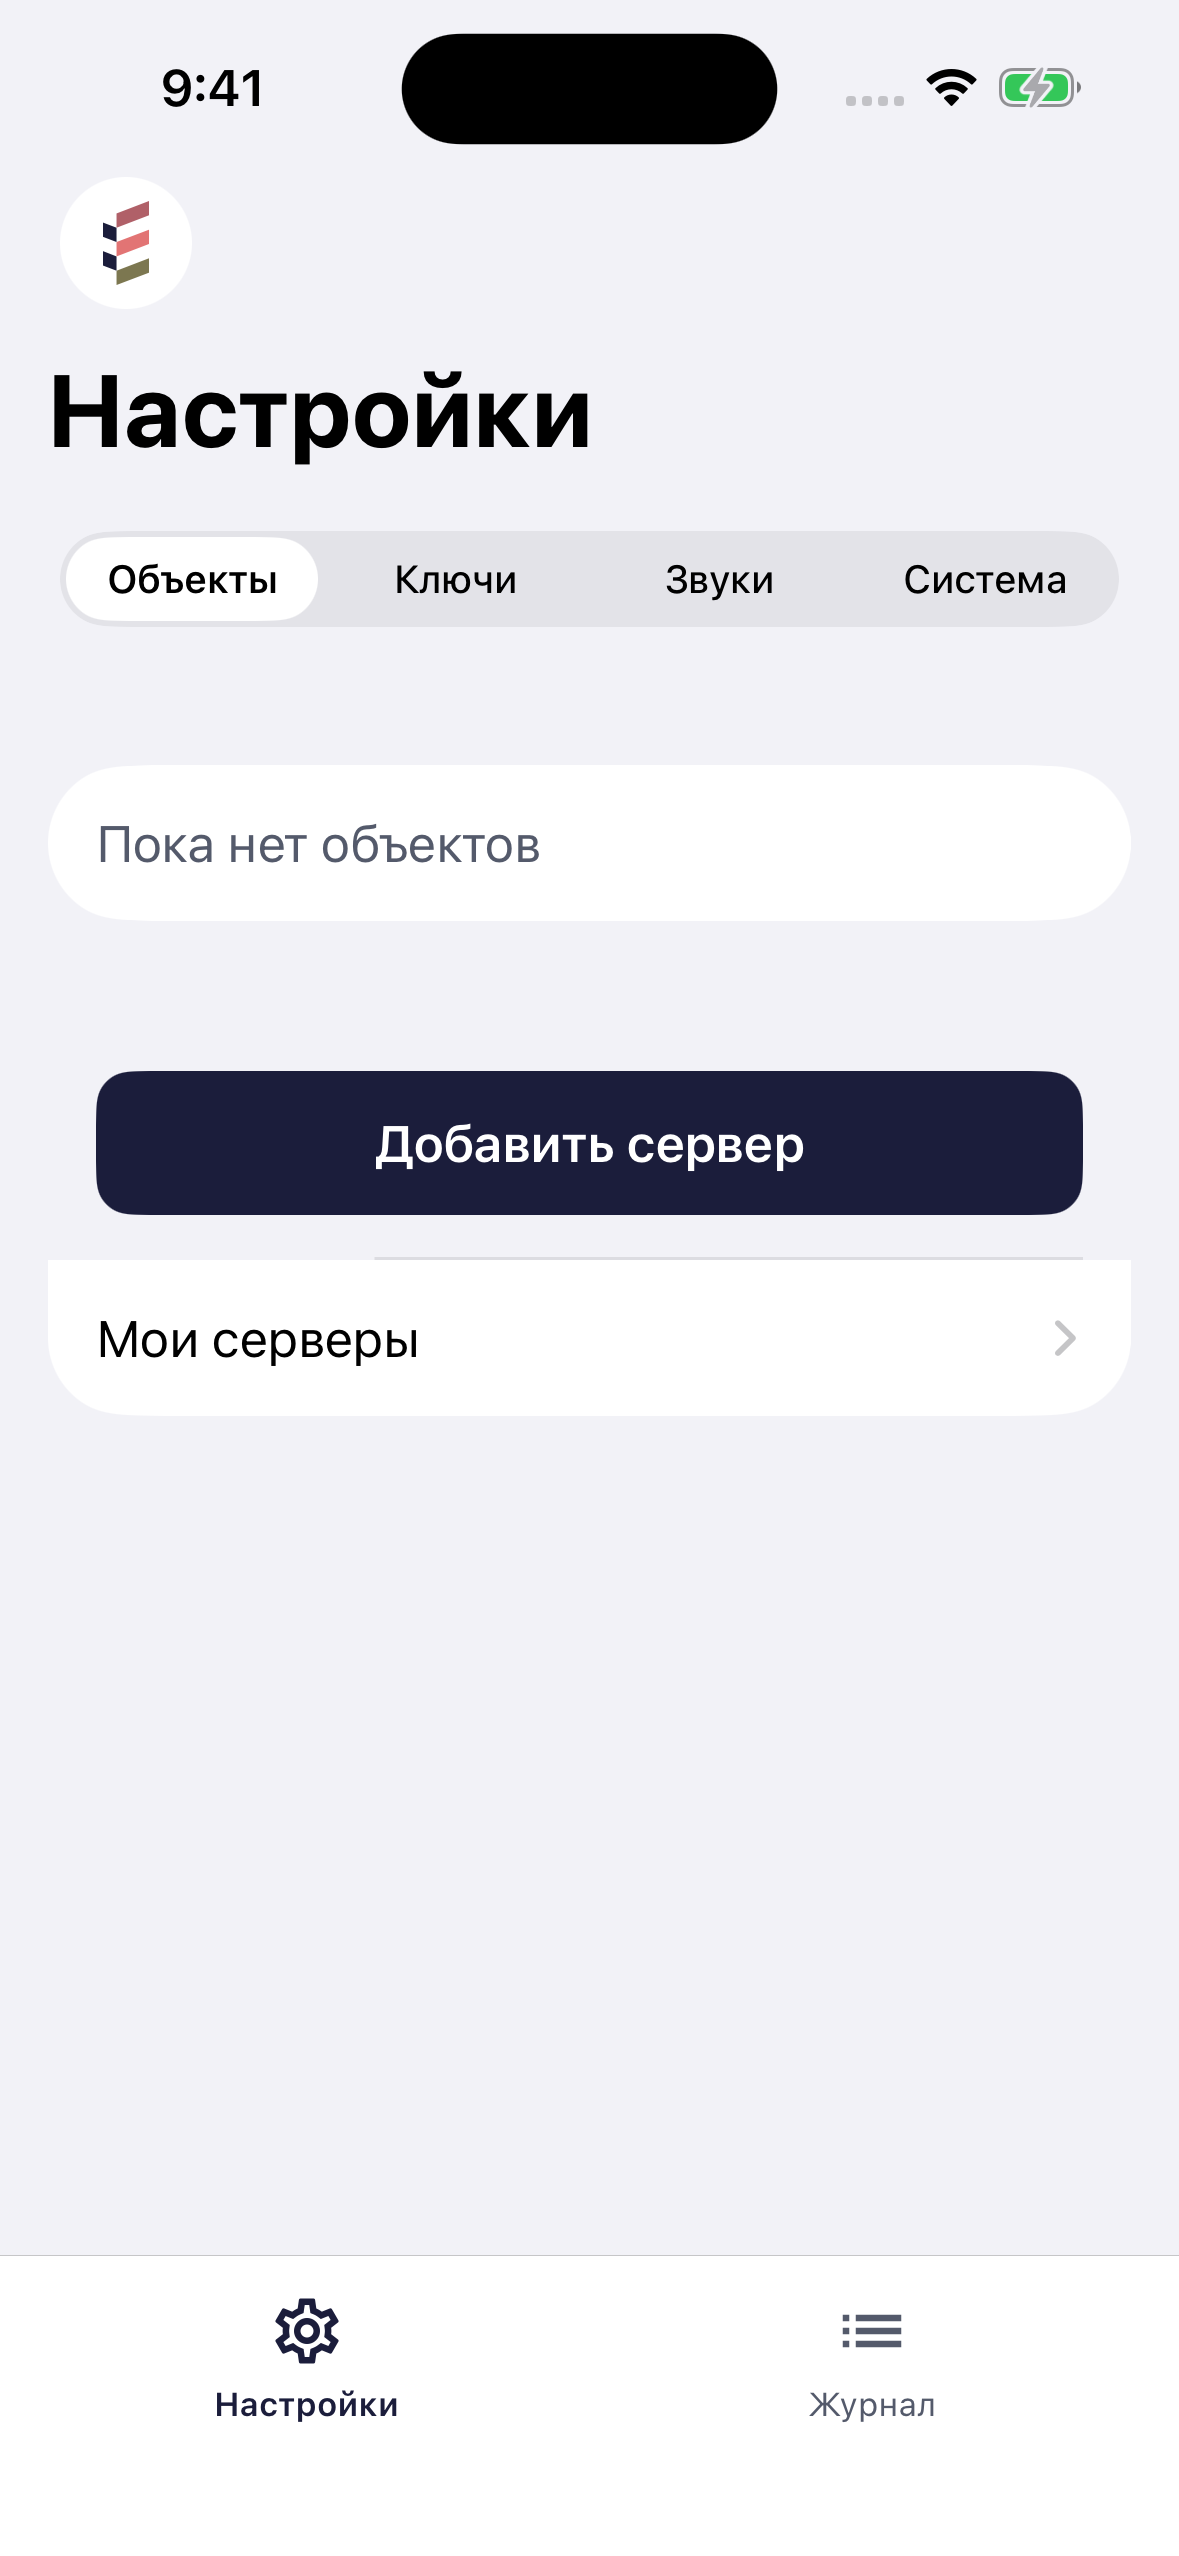 9:41
Настройки
Объекты Ключи Звуки Система
Пока нет объектов
Добавить сервер
Мои серверы
Настройки Журнал